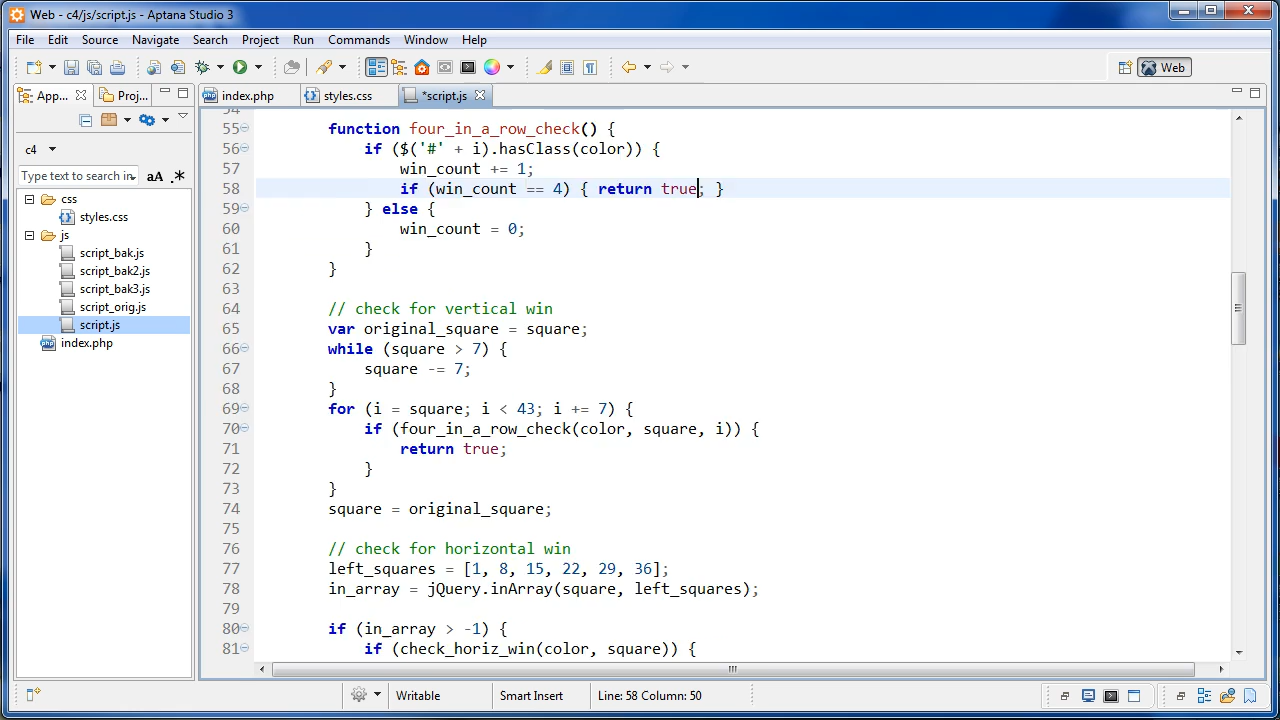 Web - c4/js/script.js - Aptana Studio 3
File Edit Source Navigate Search Project Run Commands Window Help
Web
App... Proj... index.php styles.css *script.js
c4
Type to search in aA .*
css
styles.css
js
script_bak.js
script_bak2.js
script_bak3.js
script_orig.js
script.js
index.php
54
55 function four_in_a_row_check() {
56 if ($('#' + i).hasClass(color)) {
57 win_count += 1;
58 if (win_count == 4) { return true; }
59 } else {
60 win_count = 0;
61 }
62 }
63
64 // check for vertical win
65 var original_square = square;
66 while (square > 7) {
67 square -= 7;
68 }
69 for (i = square; i < 43; i += 7) {
70 if (four_in_a_row_check(color, square, i)) {
71 return true;
72 }
73 }
74 square = original_square;
75
76 // check for horizontal win
77 left_squares = [1, 8, 15, 22, 29, 36];
78 in_array = jQuery.inArray(square, left_squares);
79
80 if (in_array > -1) {
81 if (check_horiz_win(color, square)) {
Writable Smart Insert Line: 58 Column: 50